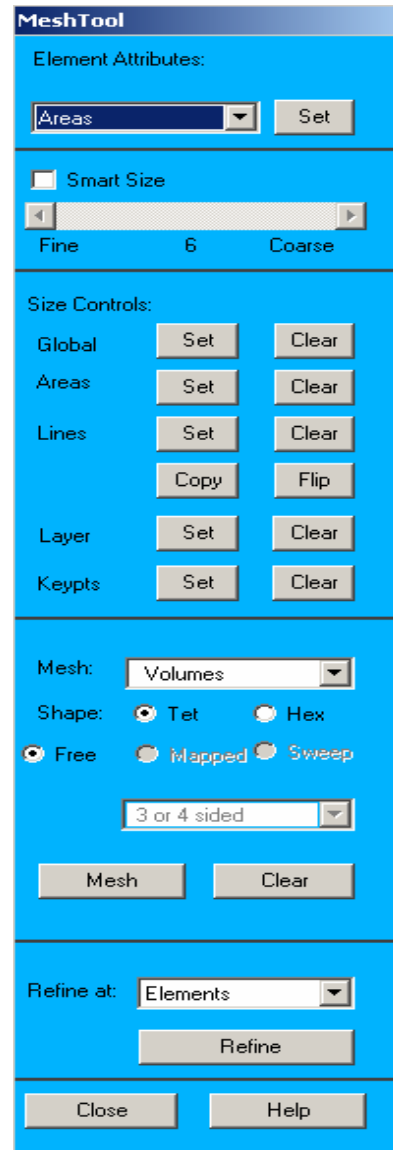 MeshTool
Element Attributes:
Areas Set
Smart Size
Fine 6 Coarse
Size Controls:
Global Set Clear
Areas Set Clear
Lines Set Clear
Copy Flip
Layer Set Clear
Keypts Set Clear
Mesh: Volumes
Shape: Tet Hex
Free Mapped Sweep
3 or 4 sided
Mesh Clear
Refine at: Elements
Refine
Close Help